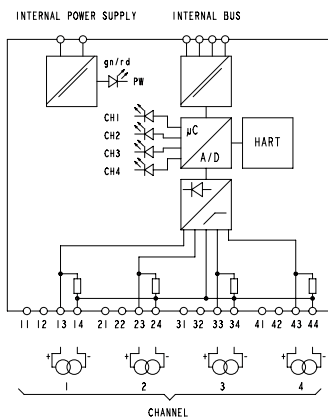 INTERNAL POWER SUPPLY INTERNAL BUS
gn/rd
PW
CH1
CH2
CH3
CH4
µC
A/D
HART
11 12 13 14 21 22 23 24 31 32 33 34 41 42 43 44
+ - + - + - + -
1 2 3 4
CHANNEL